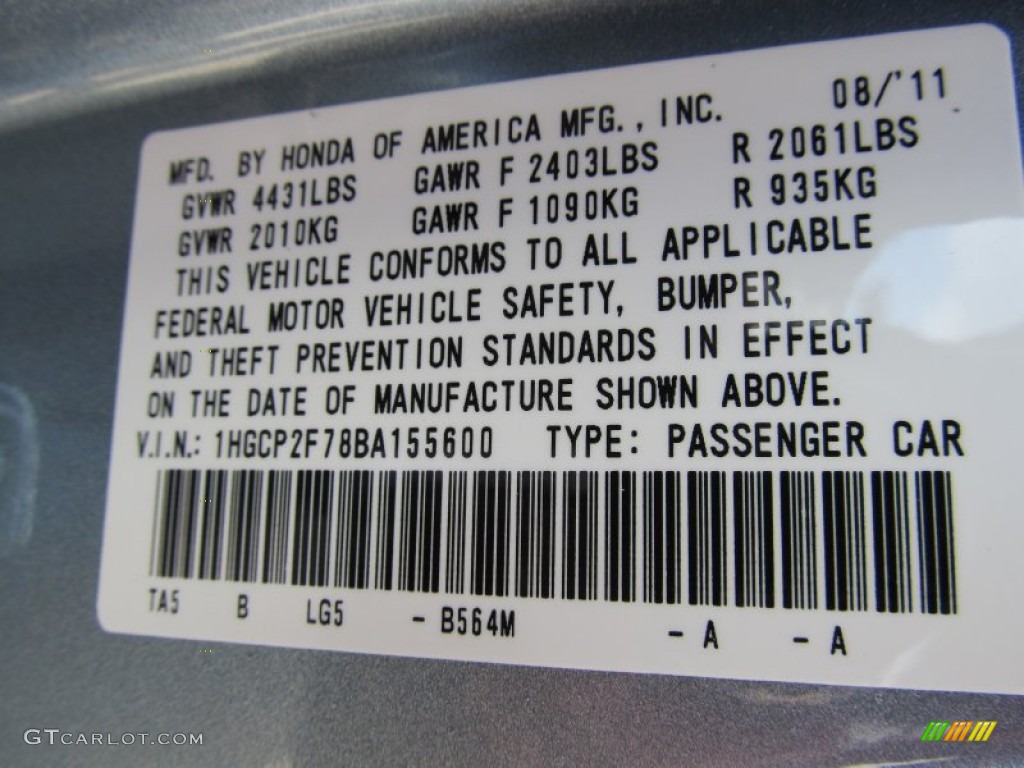 MFD. BY HONDA OF AMERICA MFG., INC. 08/'11
GVWR 4431LBS GAWR F 2403LBS R 2061LBS
GVWR 2010KG GAWR F 1090KG R 935KG
THIS VEHICLE CONFORMS TO ALL APPLICABLE
FEDERAL MOTOR VEHICLE SAFETY, BUMPER,
AND THEFT PREVENTION STANDARDS IN EFFECT
ON THE DATE OF MANUFACTURE SHOWN ABOVE.
V.I.N.: 1HGCP2F78BA155600 TYPE: PASSENGER CAR
TA5 B LG5 - B564M - A - A
GTCARLOT.COM